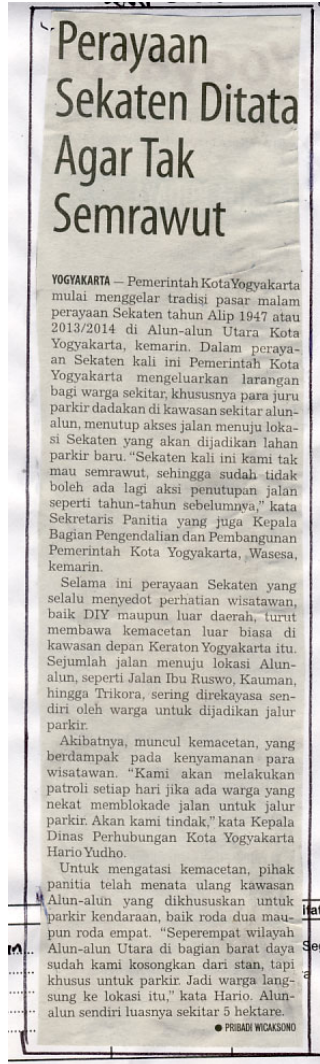 Perayaan
Sekaten Ditata
Agar Tak
Semrawut
YOGYAKARTA — Pemerintah Kota Yogyakarta
mulai menggelar tradisi pasar malam
perayaan Sekaten tahun Alip 1947 atau
2013/2014 di Alun-alun Utara Kota
Yogyakarta, kemarin. Dalam peraya-
an Sekaten kali ini Pemerintah Kota
Yogyakarta mengeluarkan larangan
bagi warga sekitar, khususnya para juru
parkir dadakan di kawasan sekitar alun-
alun, menutup akses jalan menuju loka-
si Sekaten yang akan dijadikan lahan
parkir baru. “Sekaten kali ini kami tak
mau semrawut, sehingga sudah tidak
boleh ada lagi aksi penutupan jalan
seperti tahun-tahun sebelumnya,” kata
Sekretaris Panitia yang juga Kepala
Bagian Pengendalian dan Pembangunan
Pemerintah Kota Yogyakarta, Wasesa,
kemarin.
Selama ini perayaan Sekaten yang
selalu menyedot perhatian wisatawan,
baik DIY maupun luar daerah, turut
membawa kemacetan luar biasa di
kawasan depan Keraton Yogyakarta itu.
Sejumlah jalan menuju lokasi Alun-
alun, seperti Jalan Ibu Ruswo, Kauman,
hingga Trikora, sering direkayasa sen-
diri oleh warga untuk dijadikan jalur
parkir.
Akibatnya, muncul kemacetan, yang
berdampak pada kenyamanan para
wisatawan. “Kami akan melakukan
patroli setiap hari jika ada warga yang
nekat memblokade jalan untuk jalur
parkir. Akan kami tindak,” kata Kepala
Dinas Perhubungan Kota Yogyakarta
Hario Yudho.
Untuk mengatasi kemacetan, pihak
panitia telah menata ulang kawasan
Alun-alun yang dikhususkan untuk
parkir kendaraan, baik roda dua mau-
pun roda empat. “Seperempat wilayah
Alun-alun Utara di bagian barat daya
sudah kami kosongkan dari stan, tapi
khusus untuk parkir. Jadi warga lang-
sung ke lokasi itu,” kata Hario. Alun-
alun sendiri luasnya sekitar 5 hektare.
● PRIBADI WICAKSONO